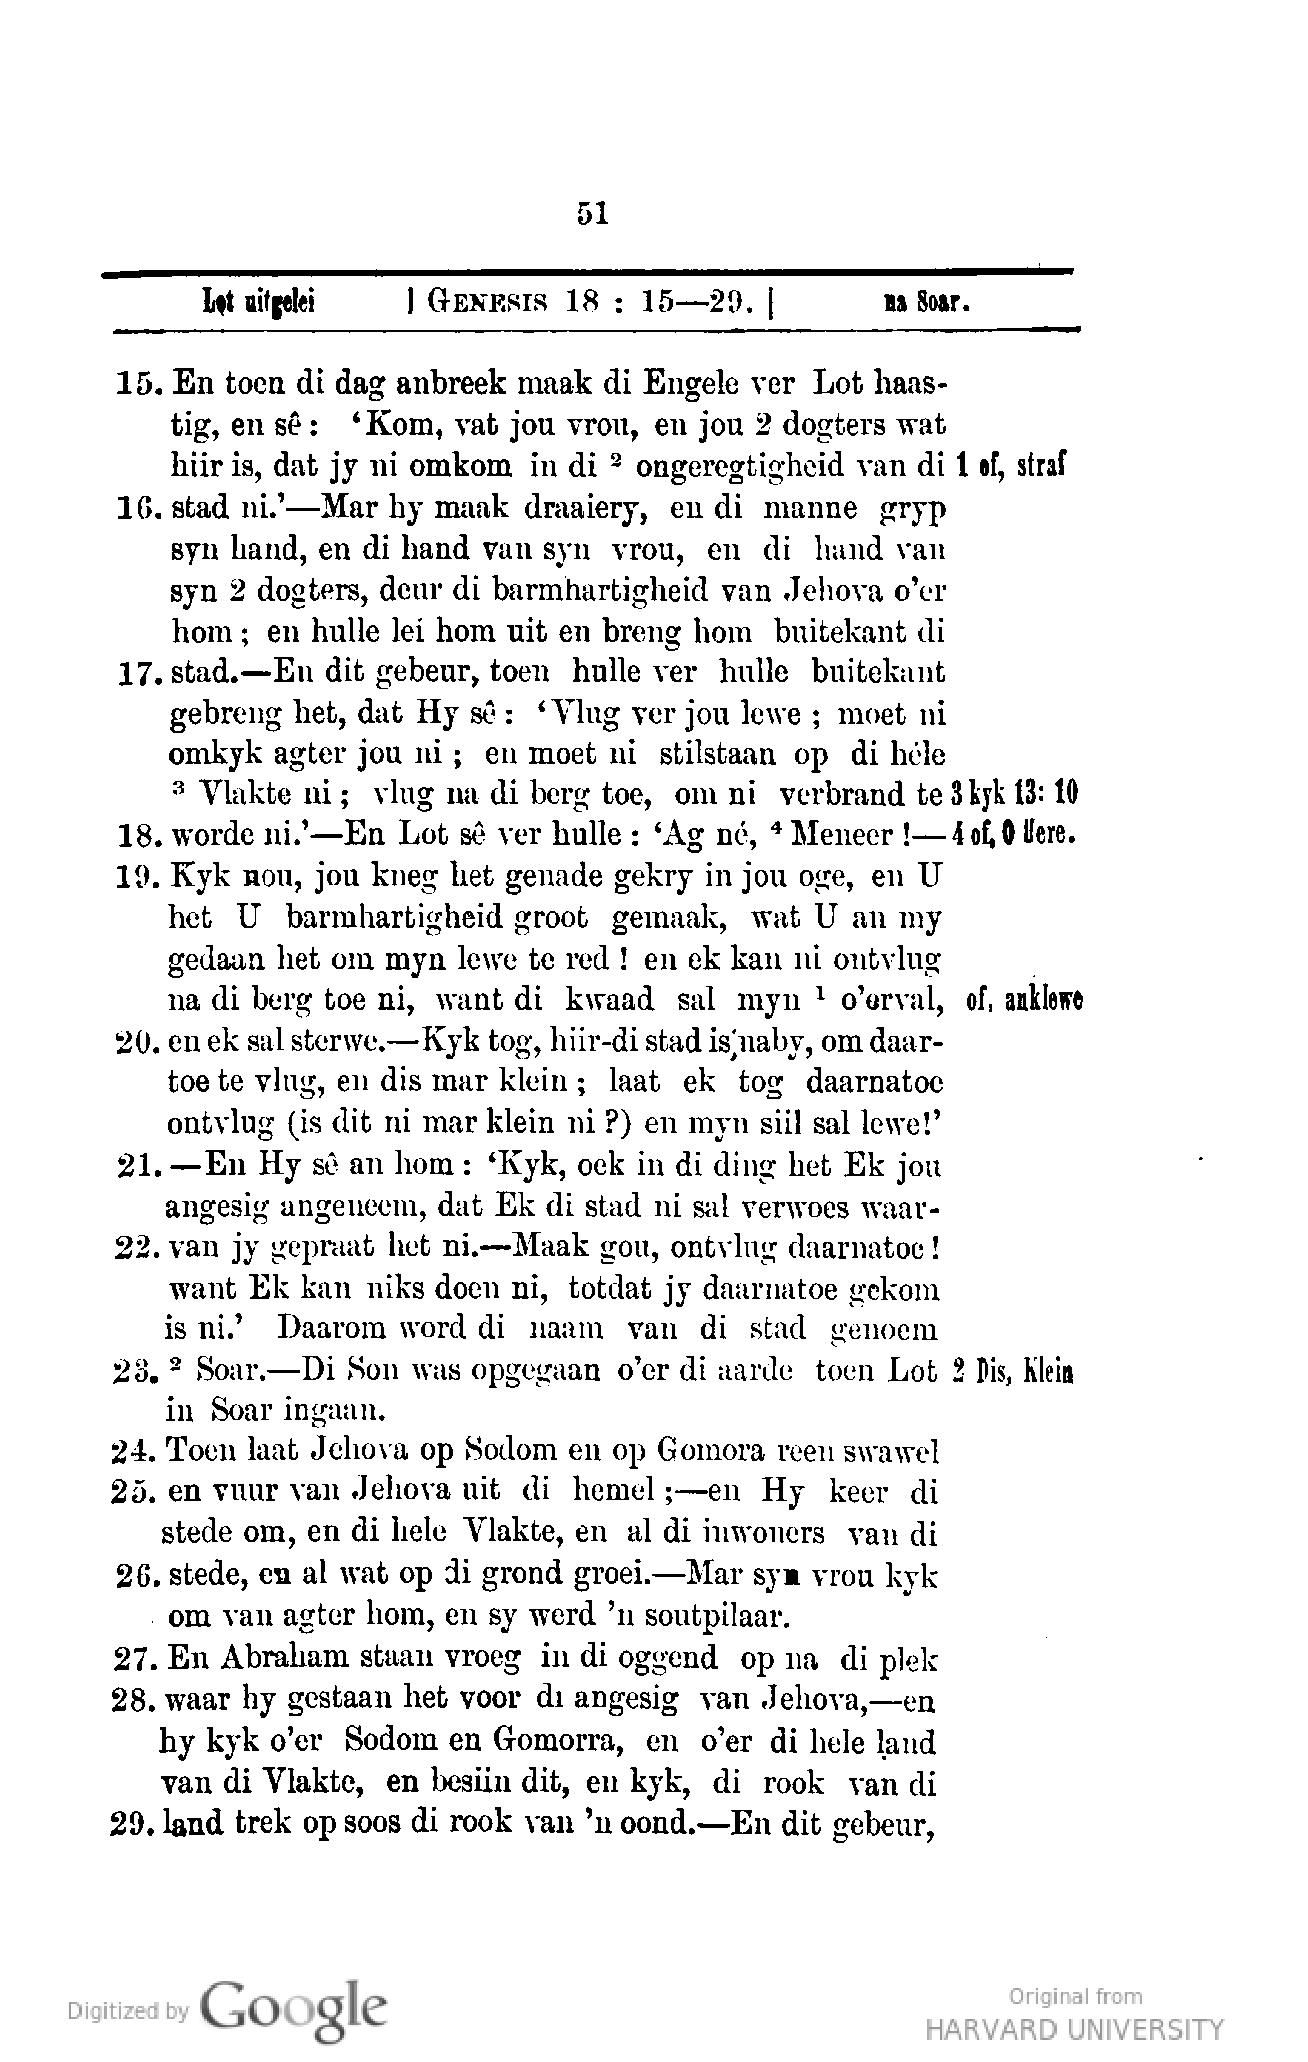 51
Lot uitgelei | GENESIS 18 : 15—29. | na Soar.
15. En toen di dag anbreek maak di Engele ver Lot haas-
tig, en sê : ‘Kom, vat jou vrou, en jou 2 dogters wat
hiir is, dat jy ni omkom in di ² ongeregtigheid van di 1 of, straf
16. stad ni.’—Mar hy maak draaiery, en di manne gryp
syn hand, en di hand van syn vrou, en di hand van
syn 2 dogters, deur di barmhartigheid van Jehova o’er
hom ; en hulle lei hom uit en breng hom buitekant di
17. stad.—En dit gebeur, toen hulle ver hulle buitekant
gebreng het, dat Hy sê : ‘Vlug ver jou lewe ; moet ni
omkyk agter jou ni ; en moet ni stilstaan op di héle
³ Vlakte ni ; vlug na di berg toe, om ni verbrand te 3 kyk 13: 10
18. worde ni.’—En Lot sê ver hulle : ‘Ag né, ⁴ Meneer !— 4 of, O Here.
19. Kyk nou, jou kneg het genade gekry in jou oge, en U
het U barmhartigheid groot gemaak, wat U an my
gedaan het om myn lewe te red ! en ek kan ni ontvlug
na di berg toe ni, want di kwaad sal myn ¹ o’erval, of, anklewe
20. en ek sal sterwe.—Kyk tog, hiir-di stad is naby, om daar-
toe te vlug, en dis mar klein ; laat ek tog daarnatoe
ontvlug (is dit ni mar klein ni ?) en myn siil sal lewe!’
21. —En Hy sê an hom : ‘Kyk, oek in di ding het Ek jou
angesig angeneem, dat Ek di stad ni sal verwoes waar-
22. van jy gepraat het ni.—Maak gou, ontvlug daarnatoe !
want Ek kan niks doen ni, totdat jy daarnatoe gekom
is ni.’ Daarom word di naam van di stad genoem
23. ² Soar.—Di Son was opgegaan o’er di aarde toen Lot 2 Dis, Klein
in Soar ingaan.
24. Toen laat Jehova op Sodom en op Gomora reen swawel
25. en vuur van Jehova uit di hemel ;—en Hy keer di
stede om, en di hele Vlakte, en al di inwoners van di
26. stede, en al wat op di grond groei.—Mar syn vrou kyk
om van agter hom, en sy werd ’n soutpilaar.
27. En Abraham staan vroeg in di oggend op na di plek
28. waar hy gestaan het voor di angesig van Jehova,—en
hy kyk o’er Sodom en Gomorra, en o’er di hele land
van di Vlakte, en besiin dit, en kyk, di rook van di
29. land trek op soos di rook van ’n oond.—En dit gebeur,
Digitized by Google
Original from
HARVARD UNIVERSITY